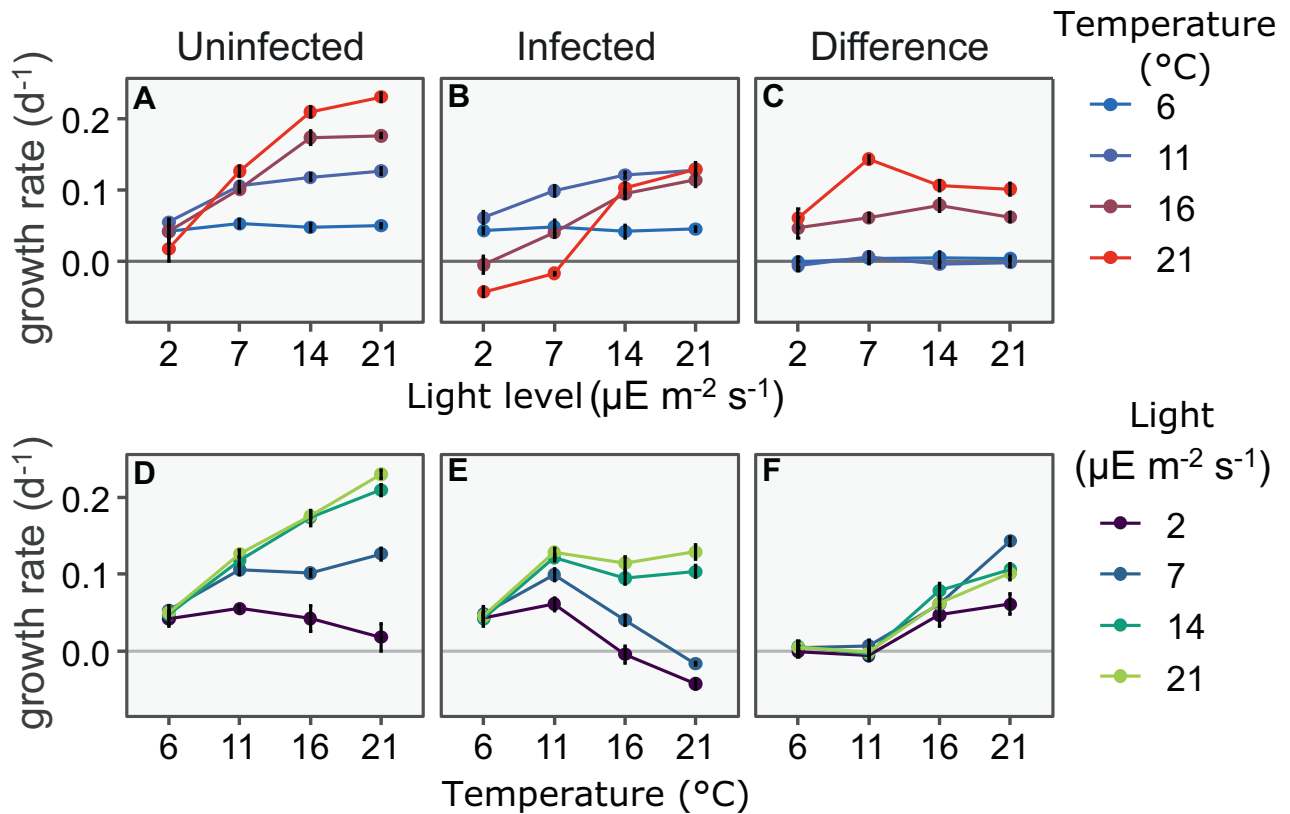 Uninfected
Infected
Difference
Temperature
(°C)
6
11
16
21
growth rate (d-1)
0.2
0.1
0.0
A
B
C
2 7 14 21
2 7 14 21
2 7 14 21
Light level (µE m-2 s-1)
Light
(µE m-2 s-1)
2
7
14
21
growth rate (d-1)
0.2
0.1
0.0
D
E
F
6 11 16 21
6 11 16 21
6 11 16 21
Temperature (°C)